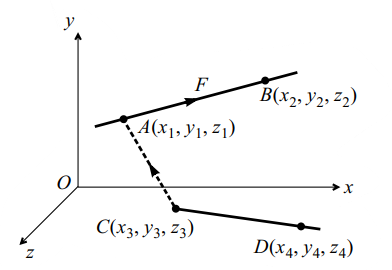 y
F
B(x₂, y₂, z₂)
A(x₁, y₁, z₁)
O
x
C(x₃, y₃, z₃)
z
D(x₄, y₄, z₄)